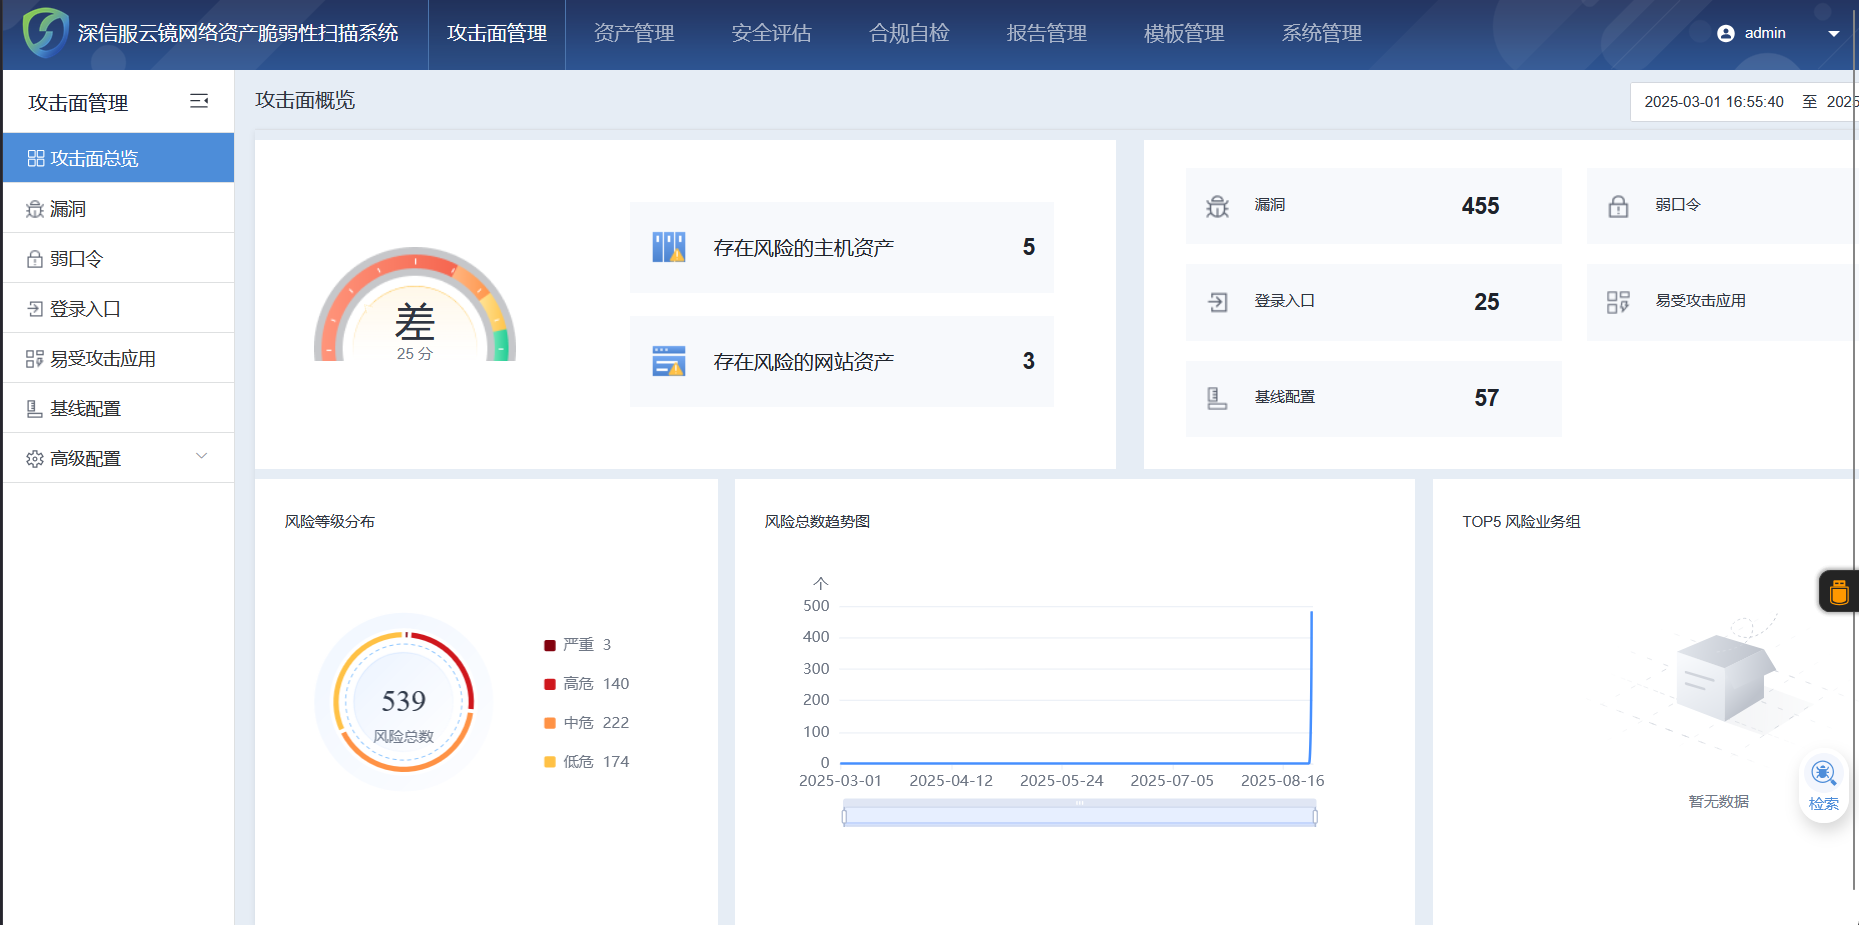 深信服云镜网络资产脆弱性扫描系统 攻击面管理 资产管理 安全评估 合规自检 报告管理 模板管理 系统管理 admin
攻击面管理
攻击面总览
漏洞
弱口令
登录入口
易受攻击应用
基线配置
高级配置
攻击面概览
2025-03-01 16:55:40 至 2025
差
25 分
存在风险的主机资产 5
存在风险的网站资产 3
漏洞 455
弱口令
登录入口 25
易受攻击应用
基线配置 57
风险等级分布
539
风险总数
严重 3
高危 140
中危 222
低危 174
风险总数趋势图
个
500
400
300
200
100
0
2025-03-01 2025-04-12 2025-05-24 2025-07-05 2025-08-16
TOP5 风险业务组
暂无数据
检索